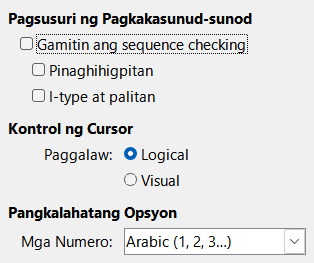 Pagsusuri ng Pagkakasunud-sunod
Gamitin ang sequence checking
Pinaghihigpitan
I-type at palitan
Kontrol ng Cursor
Paggalaw: Logical
Visual
Pangkalahatang Opsyon
Mga Numero: Arabic (1, 2, 3...)